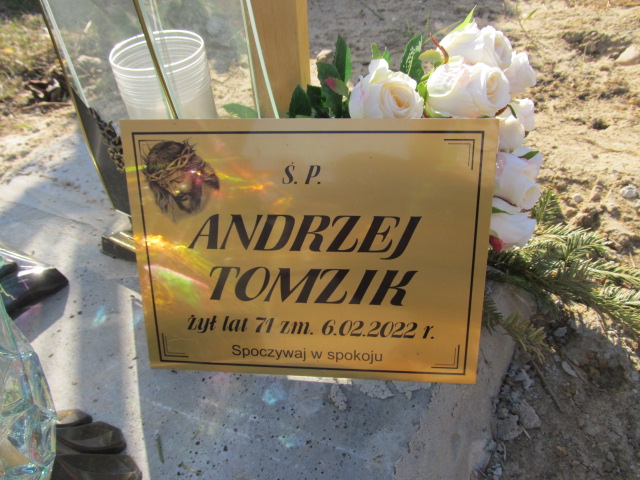 Ś. P.
ANDRZEJ
TOMZIK
żył lat 71 zm. 6.02.2022 r.
Spoczywaj w spokoju